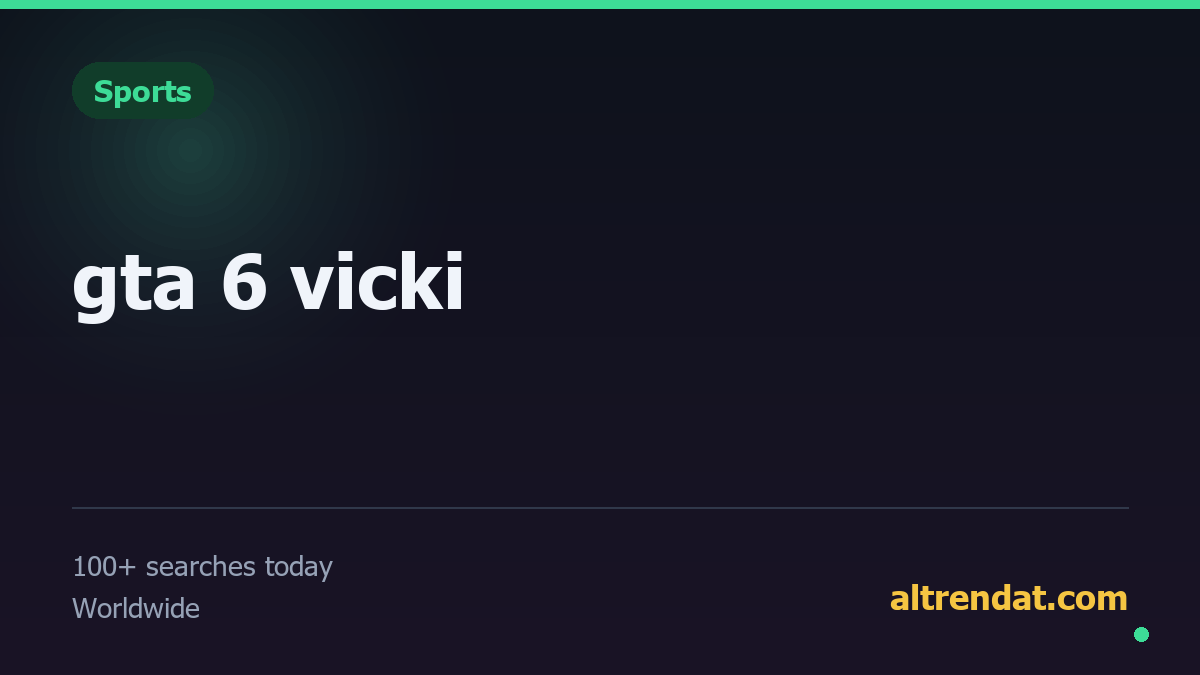 Sports
gta 6 vicki
100+ searches today
Worldwide
altrendat.com